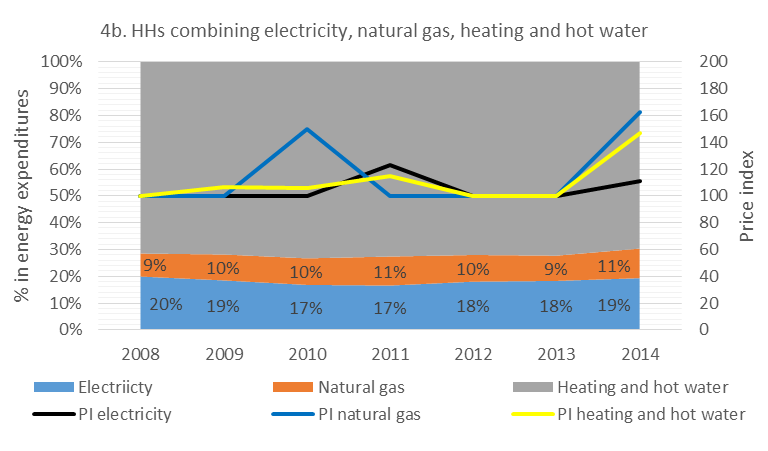 4b. HHs combining electricity, natural gas, heating and hot water
100% 200
90% 180
80% 160
70% 140
60% 120
50% 100
40% 80
30% 60
20% 40
10% 20
0% 0
% in energy expenditures
Price index
9% 10% 10% 11% 10% 9% 11%
20% 19% 17% 17% 18% 18% 19%
2008 2009 2010 2011 2012 2013 2014
Electriicty Natural gas Heating and hot water
PI electricity PI natural gas PI heating and hot water